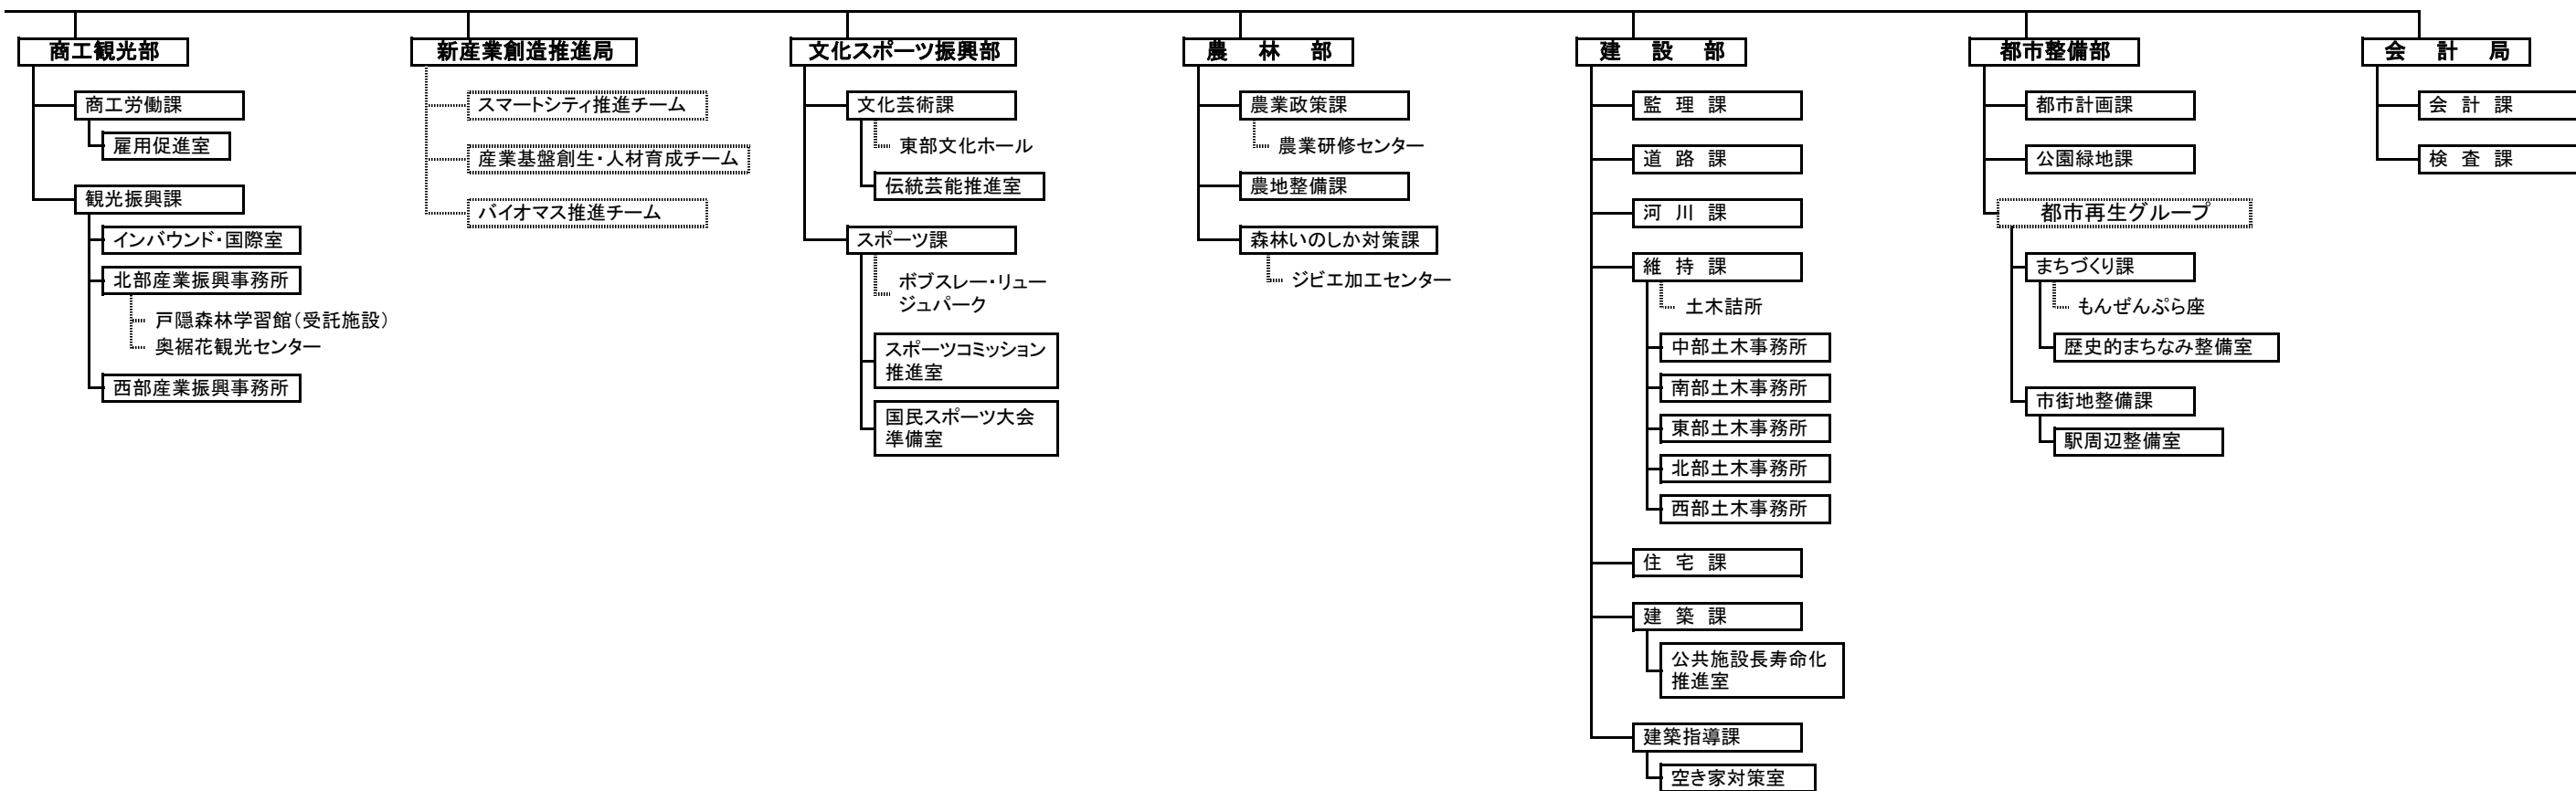 商工観光部
商工労働課
雇用促進室
観光振興課
インバウンド・国際室
北部産業振興事務所
戸隠森林学習館（受託施設）
奥裾花観光センター
西部産業振興事務所
新産業創造推進局
スマートシティ推進チーム
産業基盤創生・人材育成チーム
バイオマス推進チーム
文化スポーツ振興部
文化芸術課
東部文化ホール
伝統芸能推進室
スポーツ課
ボブスレー・リュー
ジュパーク
スポーツコミッション
推進室
国民スポーツ大会
準備室
農　林　部
農業政策課
農業研修センター
農地整備課
森林いのしか対策課
ジビエ加工センター
建　設　部
監　理　課
道　路　課
河　川　課
維　持　課
土木詰所
中部土木事務所
南部土木事務所
東部土木事務所
北部土木事務所
西部土木事務所
住　宅　課
建　築　課
公共施設長寿命化
推進室
建築指導課
空き家対策室
都市整備部
都市計画課
公園緑地課
都市再生グループ
まちづくり課
もんぜんぷら座
歴史的まちなみ整備室
市街地整備課
駅周辺整備室
会　計　局
会　計　課
検　査　課